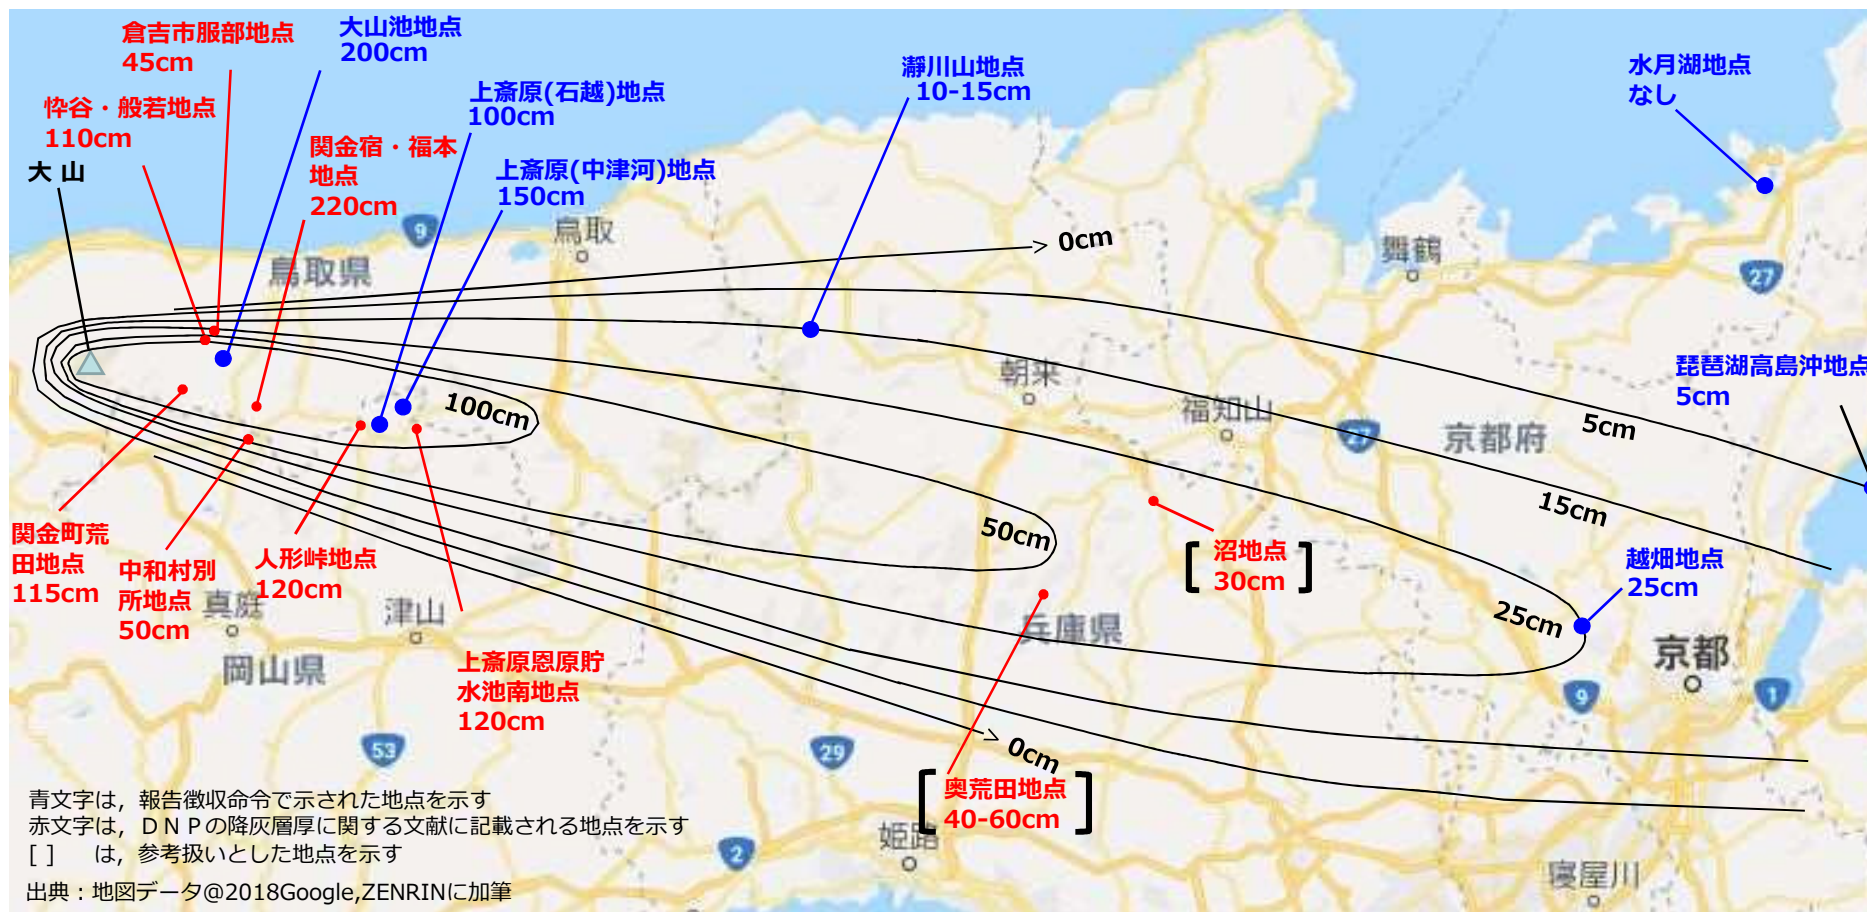 倉吉市服部地点
45cm
大山池地点
200cm
忰谷・般若地点
110cm
大 山
上斎原(石越)地点
100cm
関金宿・福本
地点
220cm
上斎原(中津河)地点
150cm
瀞川山地点
10-15cm
水月湖地点
なし
9
鳥取
鳥取県
0cm
舞鶴
27
朝来
福知山
27
京都府
琵琶湖高島沖地点
5cm
5cm
100cm
15cm
50cm
関金町荒
田地点
115cm
中和村別
所地点
50cm
人形峠地点
120cm
沼地点
30cm
越畑地点
25cm
25cm
真庭
津山
岡山県
兵庫県
京都
上斎原恩原貯
水池南地点
120cm
9
1
53
29
0cm
奥荒田地点
40-60cm
青文字は，報告徴収命令で示された地点を示す
赤文字は，ＤＮＰの降灰層厚に関する文献に記載される地点を示す
[ ]　は，参考扱いとした地点を示す
姫路
2
寝屋川
出典：地図データ@2018Google,ZENRINに加筆